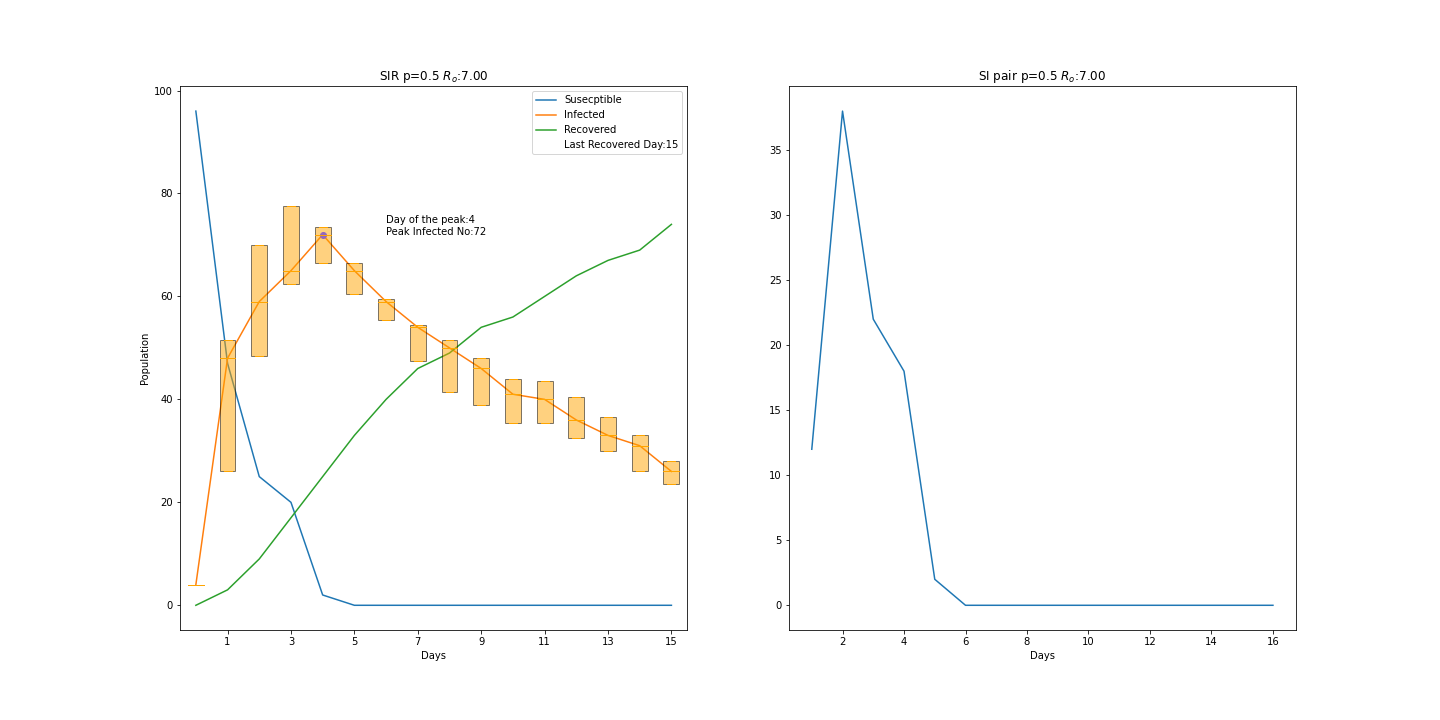 SIR p=0.5 Rₒ:7.00
100
80
60
40
20
0
Population
Susecptible
Infected
Recovered
Last Recovered Day:15
Day of the peak:4
Peak Infected No:72
1 3 5 7 9 11 13 15
Days
SI pair p=0.5 Rₒ:7.00
35
30
25
20
15
10
5
0
2 4 6 8 10 12 14 16
Days